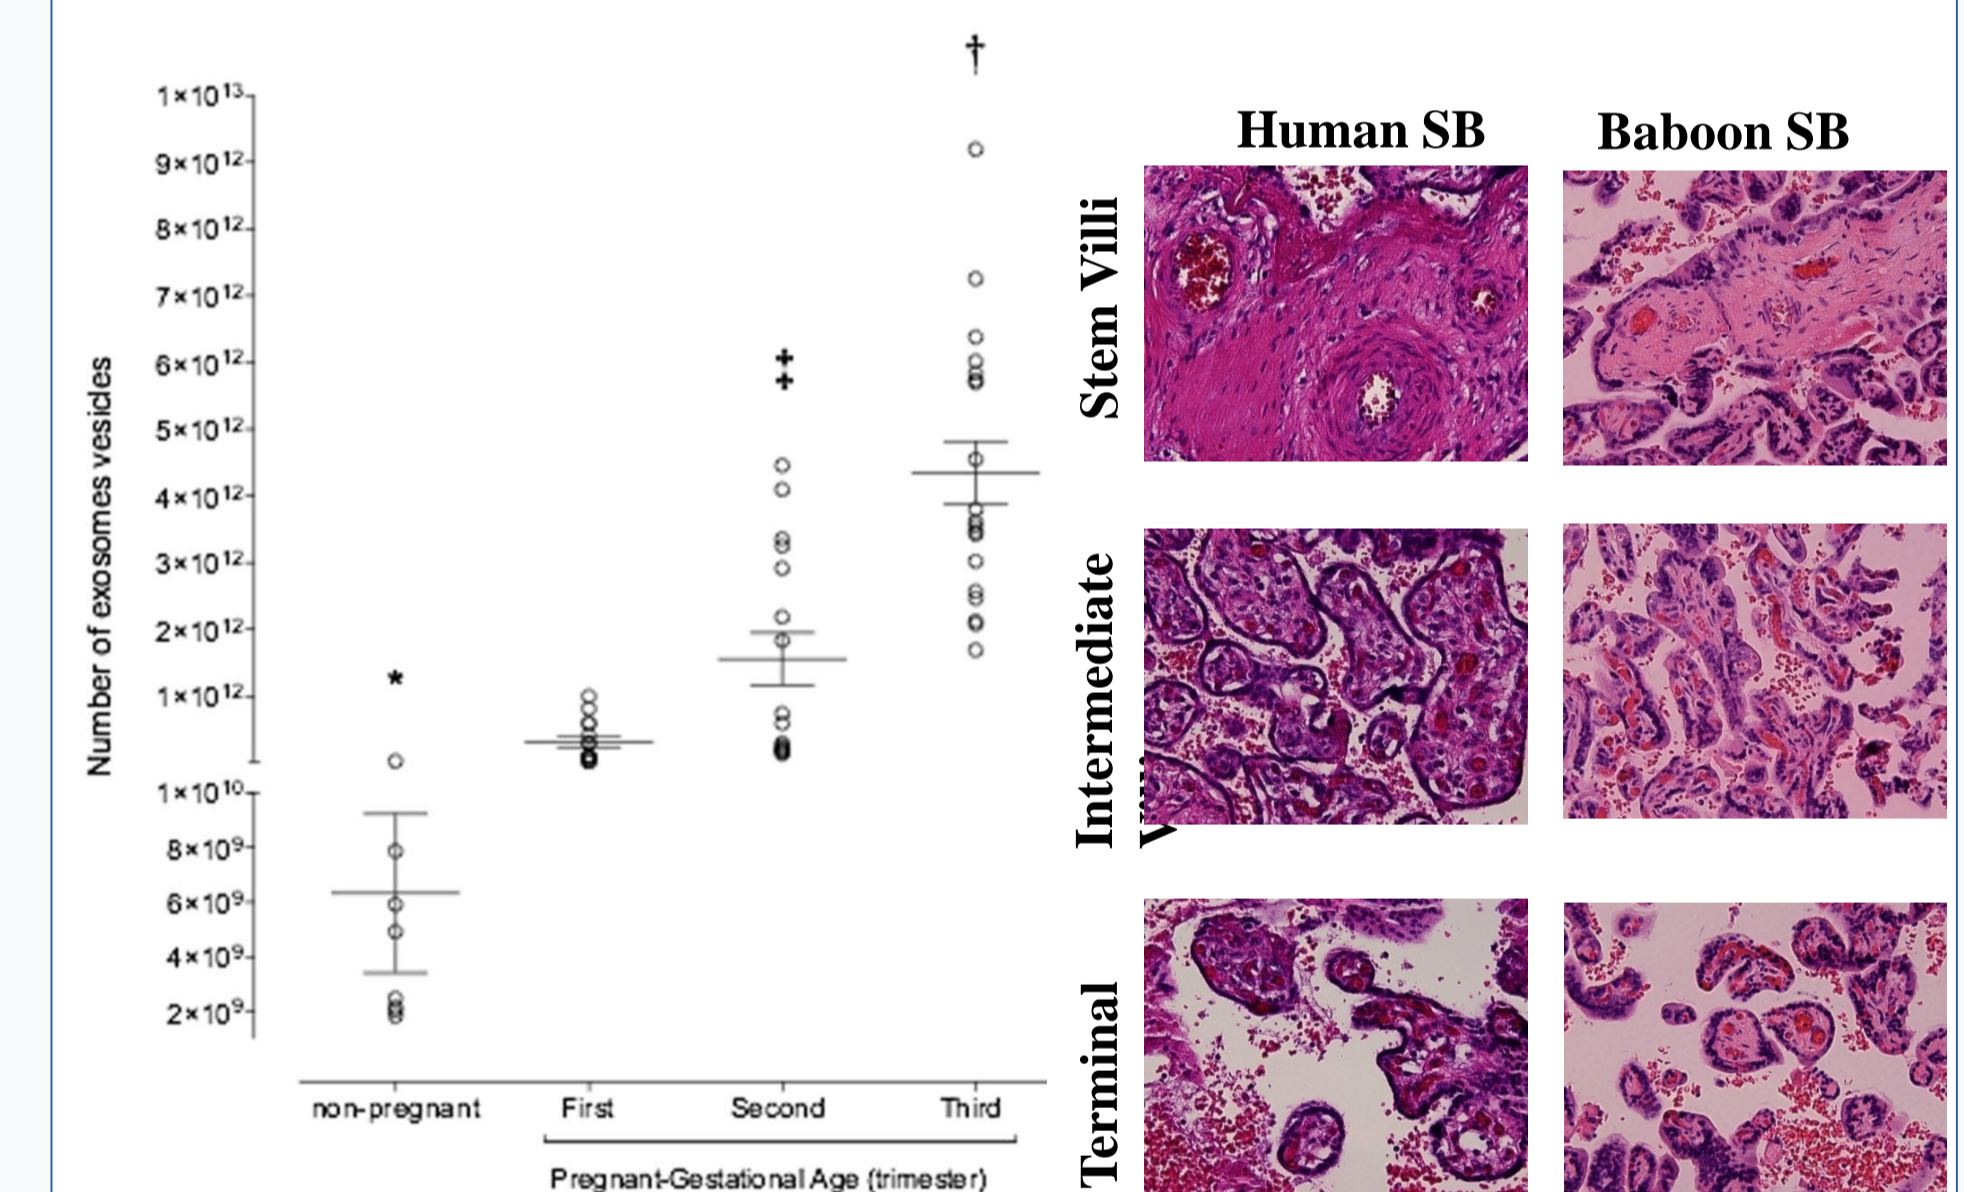 †
1×10¹³
9×10¹²
8×10¹²
7×10¹²
6×10¹²
5×10¹²
4×10¹²
3×10¹²
2×10¹²
1×10¹²
1×10¹⁰
8×10⁹
6×10⁹
4×10⁹
2×10⁹
Number of exosomes vesicles
*
‡
non-pregnant First Second Third
Pregnant-Gestational Age (trimester)
Human SB Baboon SB
Stem Villi
Intermediate
Terminal